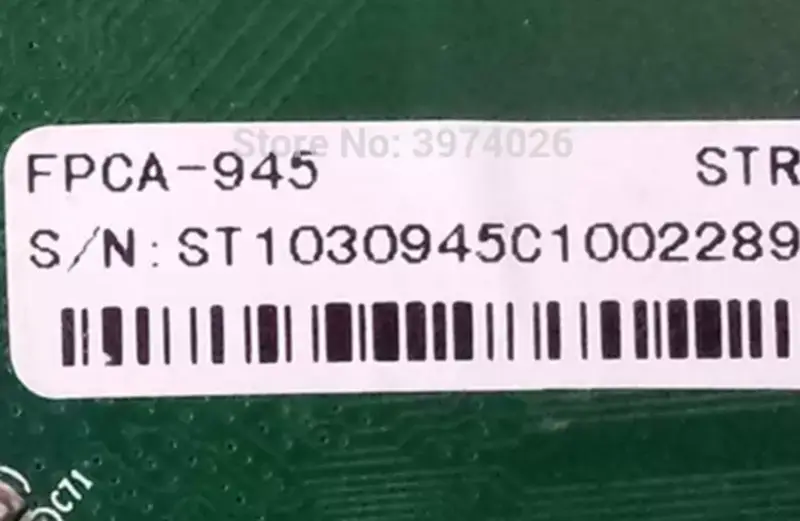 Store No: 3974026
FPCA-945 STR
S/N: ST1030945C1002289
C71